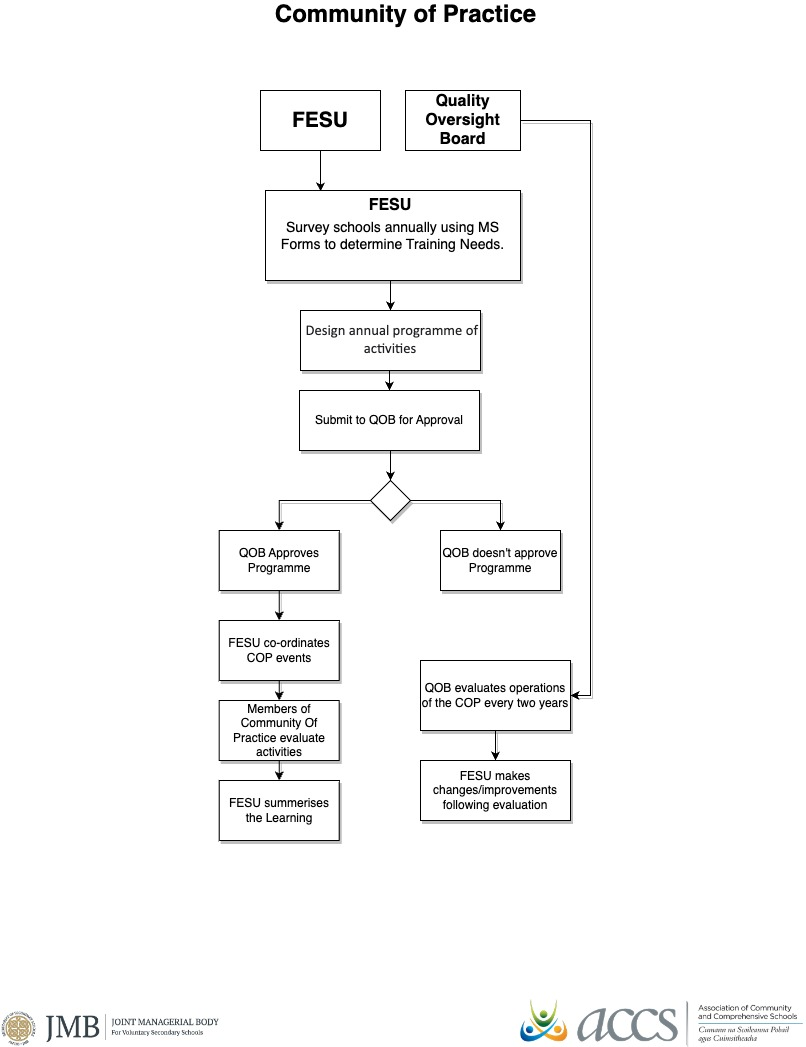 Community of Practice
FESU
Quality
Oversight
Board
FESU
Survey schools annually using MS
Forms to determine Training Needs.
Design annual programme of
activities
Submit to QOB for Approval
QOB Approves
Programme
QOB doesn't approve
Programme
FESU co-ordinates
COP events
Members of
Community Of
Practice evaluate
activities
FESU summerises
the Learning
QOB evaluates operations
of the COP every two years
FESU makes
changes/improvements
following evaluation
JMB
JOINT MANAGERIAL BODY
For Voluntary Secondary Schools
accs
Association of Community
and Comprehensive Schools
Cumann na Scoileanna Pobail
agus Cuimsitheacha